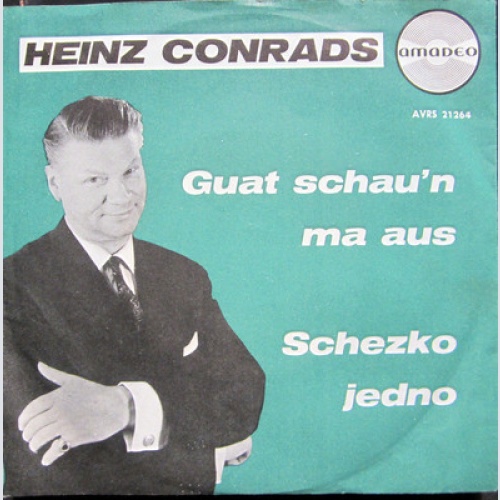 HEINZ CONRADS
amadeo
AVRS 21264
Guat schau'n
ma aus
Schezko
jedno